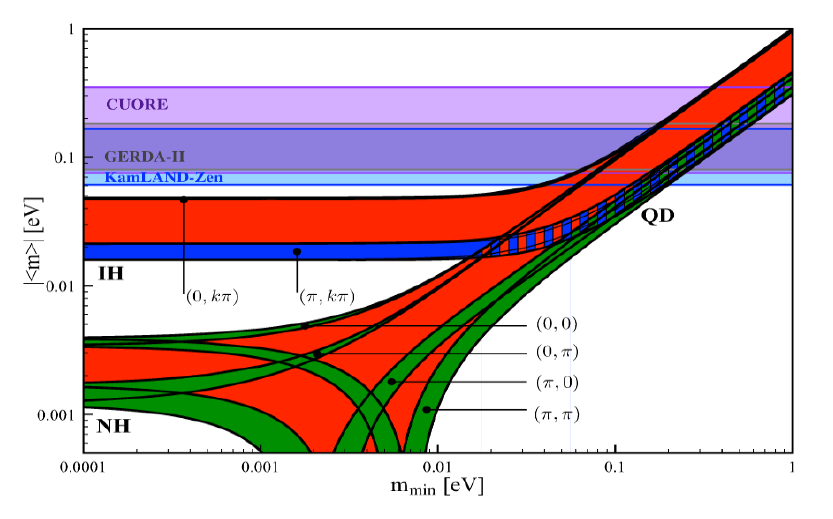 1
CUORE
0.1
GERDA-II
KamLAND-Zen
|<m>| [eV]
QD
IH
0.01
(0, kπ)
(π, kπ)
(0, 0)
(0, π)
(π, 0)
0.001
(π, π)
NH
0.0001
0.001
0.01
0.1
1
m_min [eV]